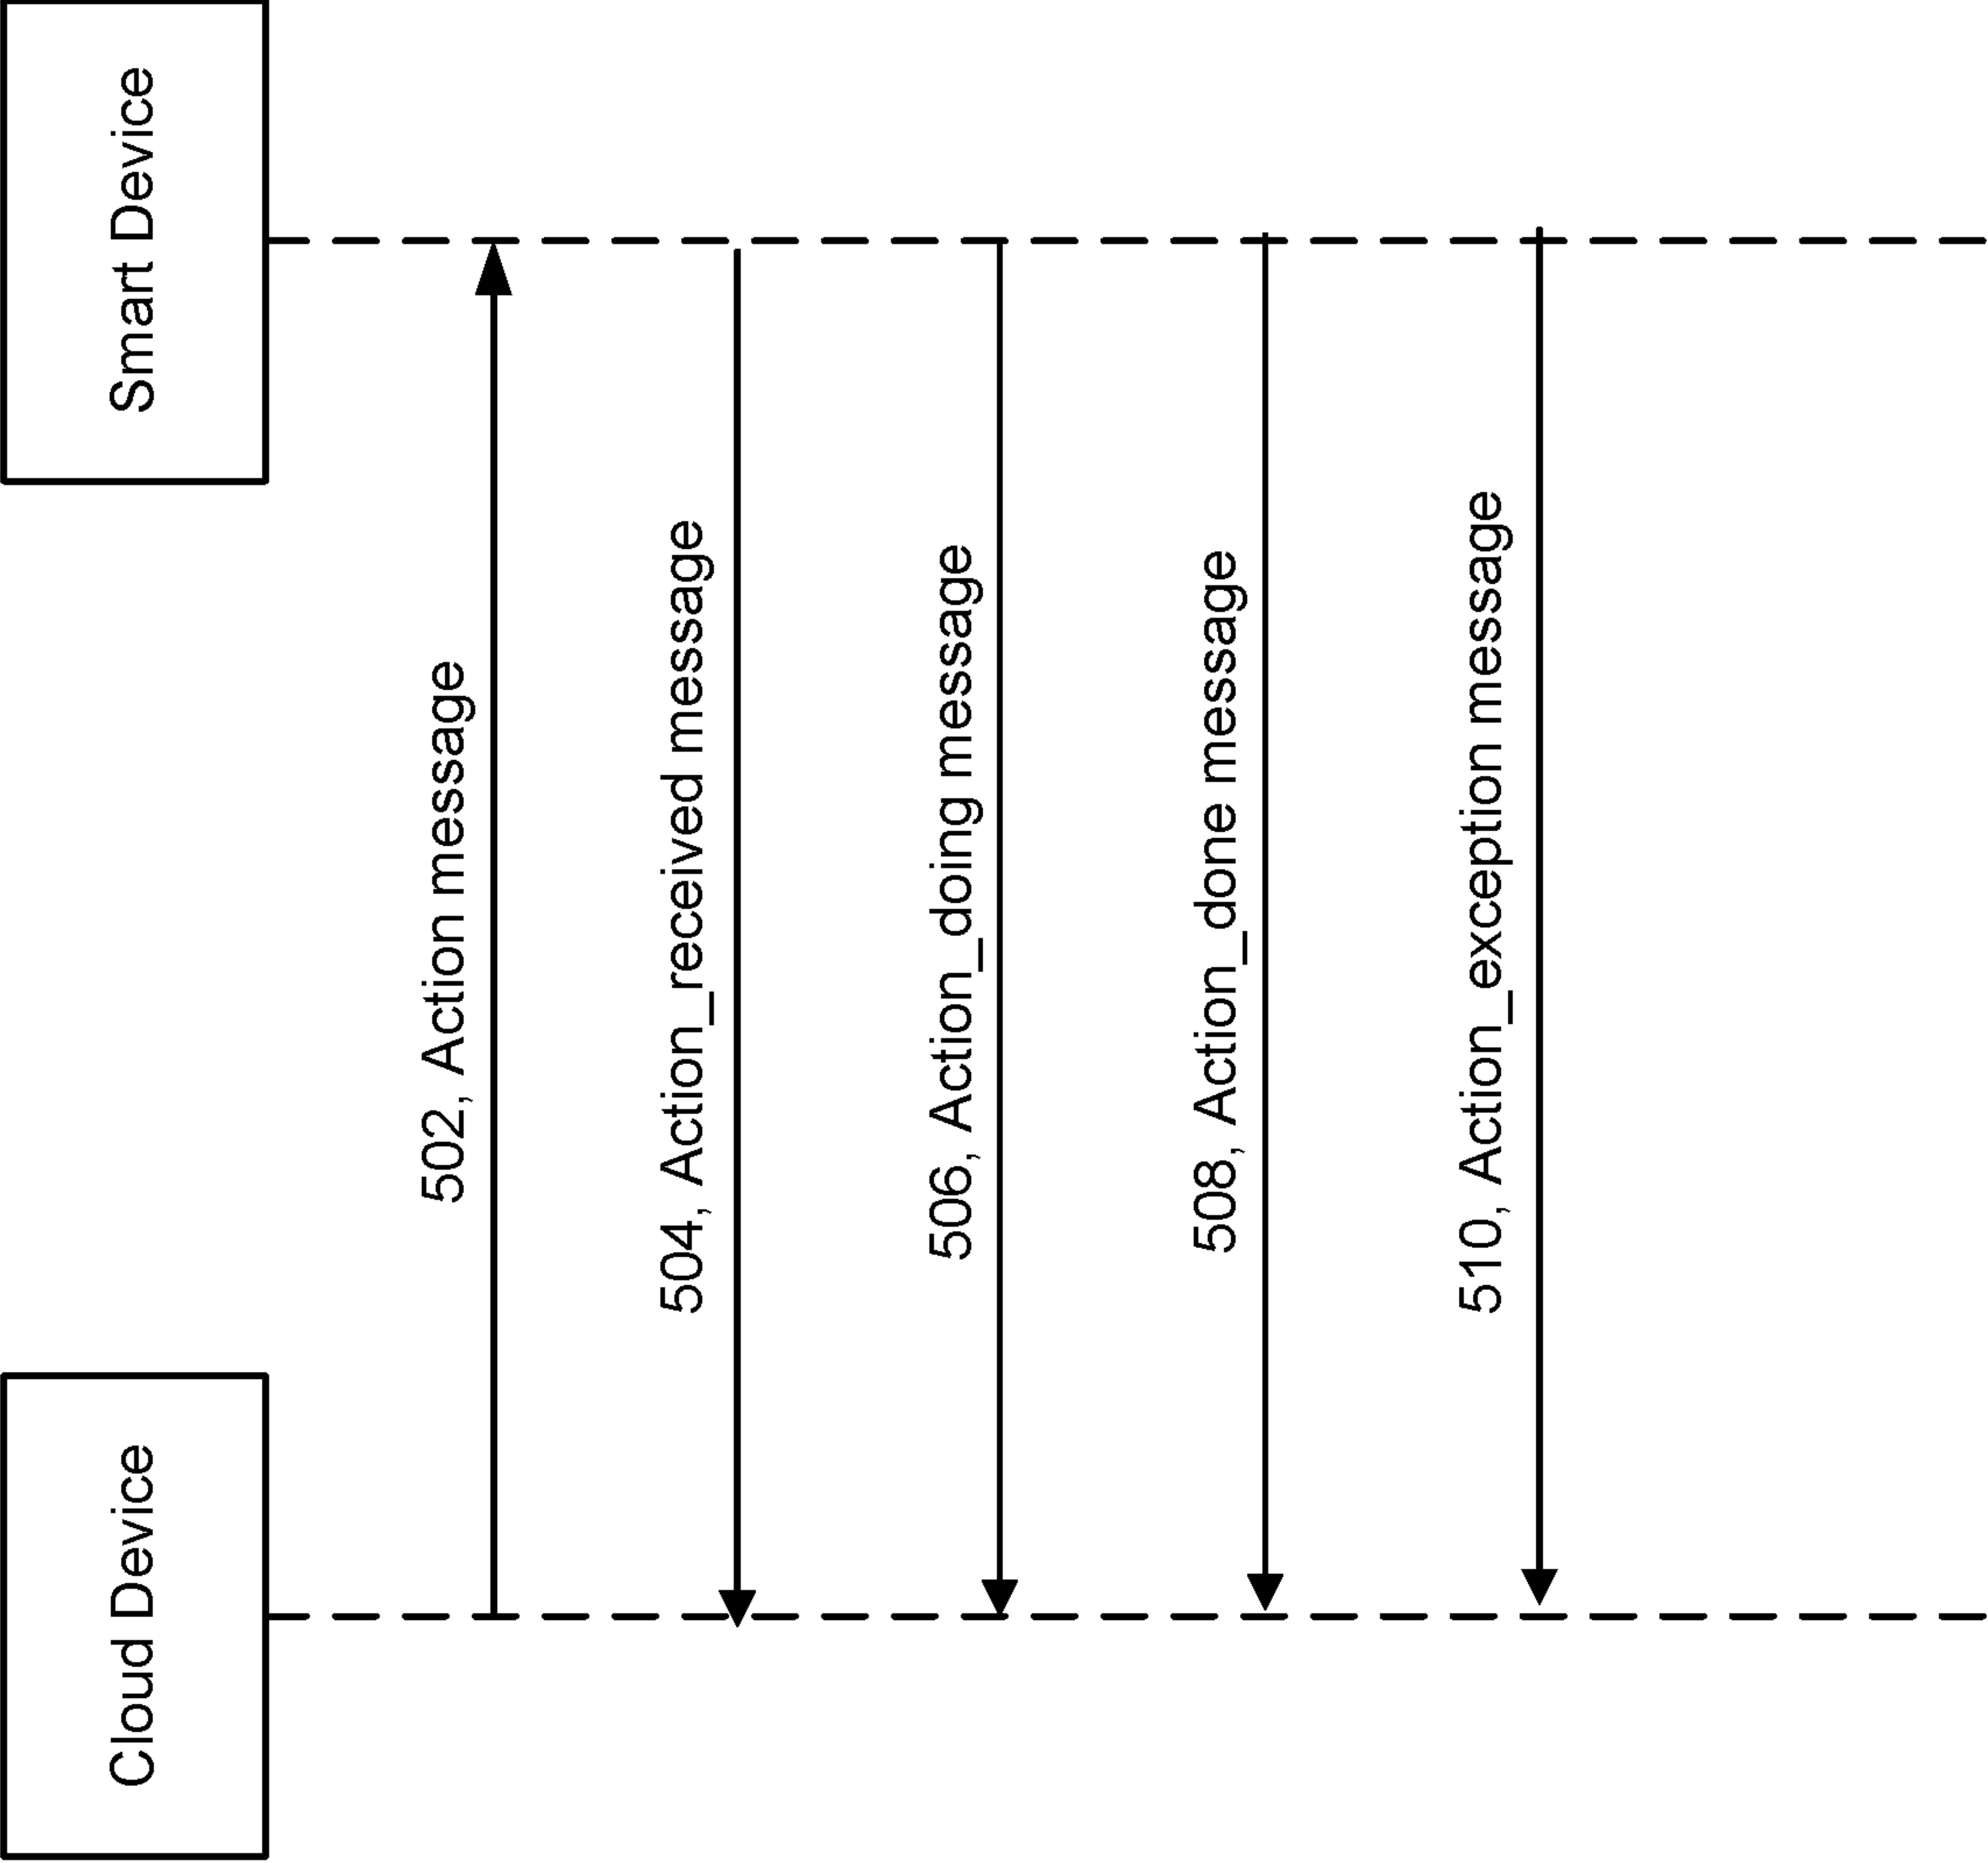 Cloud Device
Smart Device
502, Action message
504, Action_received message
506, Action_doing message
508, Action_done message
510, Action_exception message